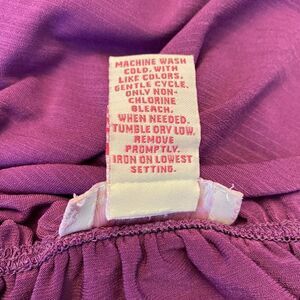 MACHINE WASH
COLD. WITH
LIKE COLORS.
GENTLE CYCLE.
ONLY NON-
CHLORINE
BLEACH.
WHEN NEEDED.
TUMBLE DRY LOW.
REMOVE
PROMPTLY.
IRON ON LOWEST
SETTING.